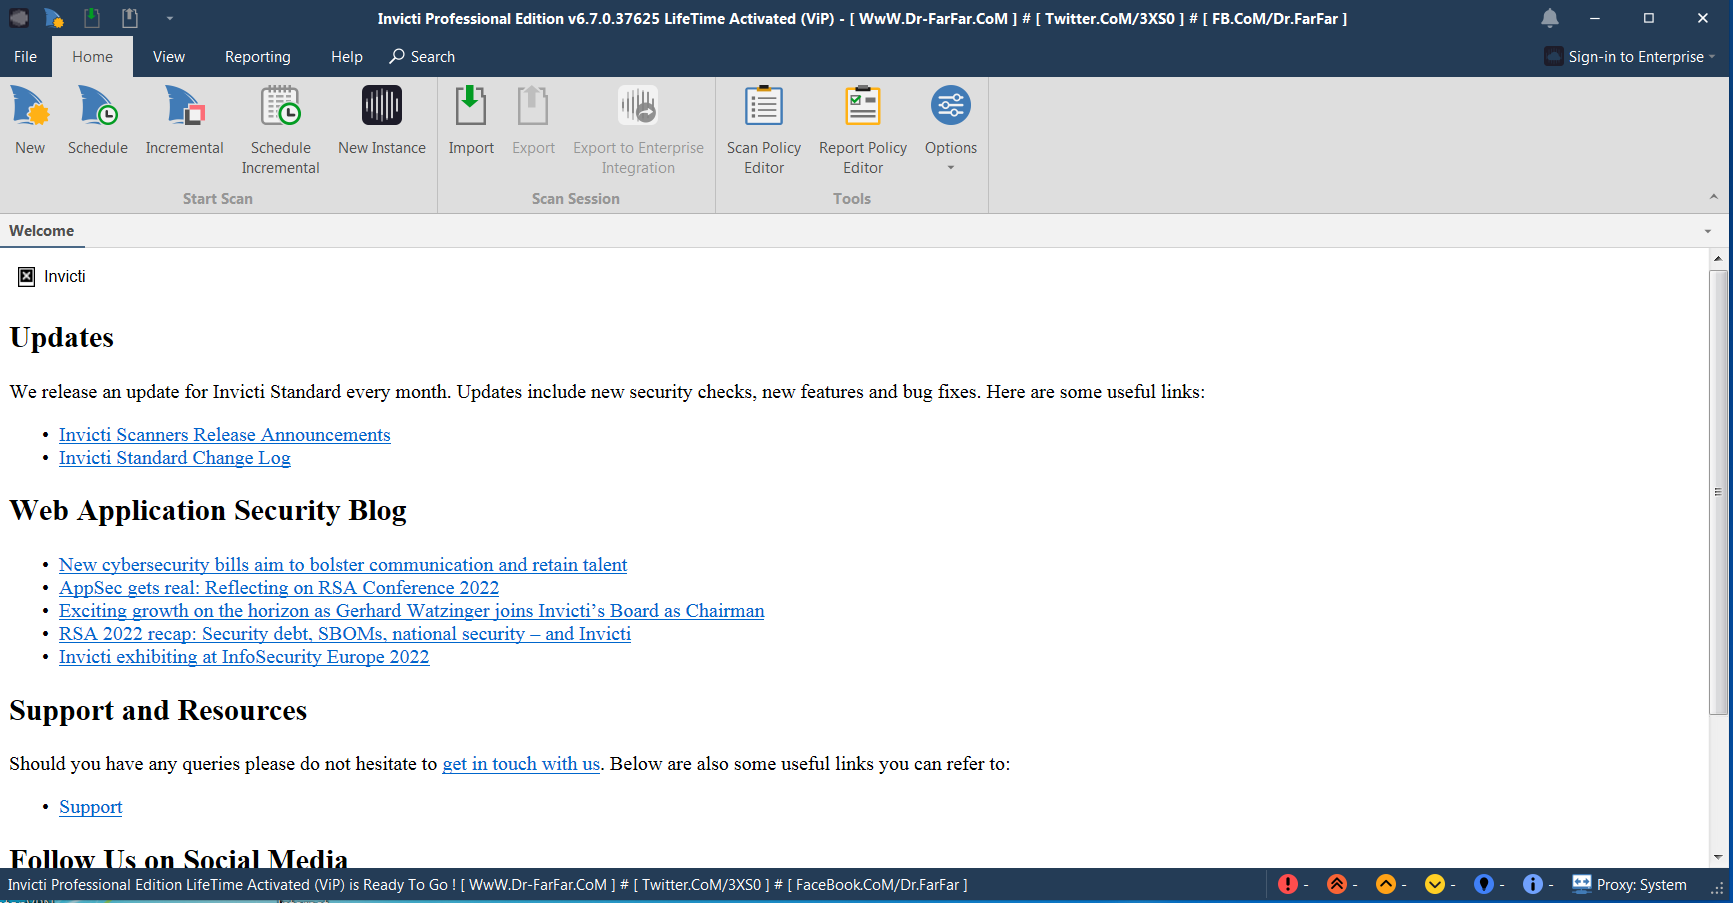 Invicti Professional Edition v6.7.0.37625 LifeTime Activated (ViP) - [ WwW.Dr-FarFar.CoM ] # [ Twitter.CoM/3XS0 ] # [ FB.CoM/Dr.FarFar ]
File Home View Reporting Help Search Sign-in to Enterprise
New Schedule Incremental Schedule Incremental New Instance Import Export Export to Enterprise Integration Scan Policy Editor Report Policy Editor Options
Start Scan Scan Session Tools
Welcome
Invicti
Updates
We release an update for Invicti Standard every month. Updates include new security checks, new features and bug fixes. Here are some useful links:
• Invicti Scanners Release Announcements
• Invicti Standard Change Log
Web Application Security Blog
• New cybersecurity bills aim to bolster communication and retain talent
• AppSec gets real: Reflecting on RSA Conference 2022
• Exciting growth on the horizon as Gerhard Watzinger joins Invicti’s Board as Chairman
• RSA 2022 recap: Security debt, SBOMs, national security – and Invicti
• Invicti exhibiting at InfoSecurity Europe 2022
Support and Resources
Should you have any queries please do not hesitate to get in touch with us. Below are also some useful links you can refer to:
• Support
Follow Us on Social Media
Invicti Professional Edition LifeTime Activated (ViP) is Ready To Go ! [ WwW.Dr-FarFar.CoM ] # [ Twitter.CoM/3XS0 ] # [ FaceBook.CoM/Dr.FarFar ] - - - - - - Proxy: System